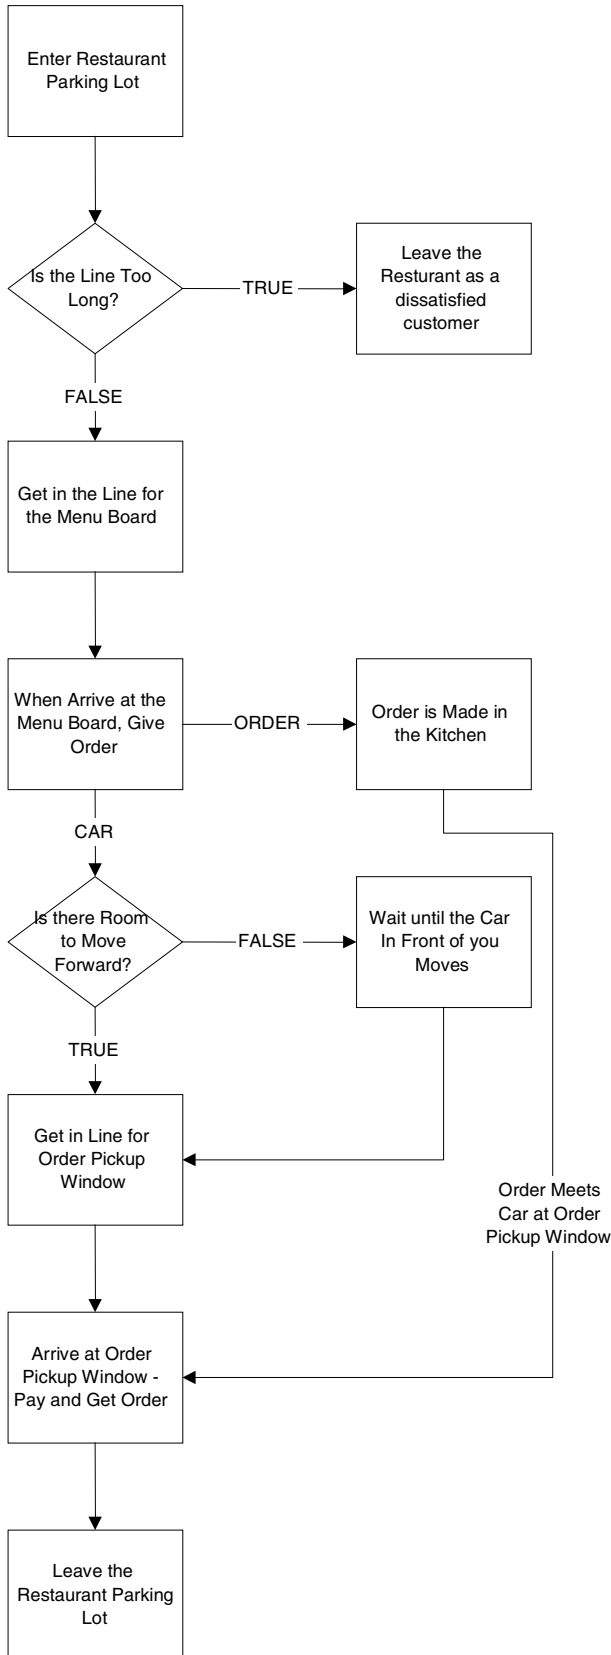 Enter Restaurant
Parking Lot
Is the Line Too
Long?
TRUE
Leave the
Resturant as a
dissatisfied
customer
FALSE
Get in the Line for
the Menu Board
When Arrive at the
Menu Board, Give
Order
ORDER
Order is Made in
the Kitchen
CAR
Is there Room
to Move
Forward?
FALSE
Wait until the Car
In Front of you
Moves
TRUE
Get in Line for
Order Pickup
Window
Order Meets
Car at Order
Pickup Window
Arrive at Order
Pickup Window -
Pay and Get Order
Leave the
Restaurant Parking
Lot